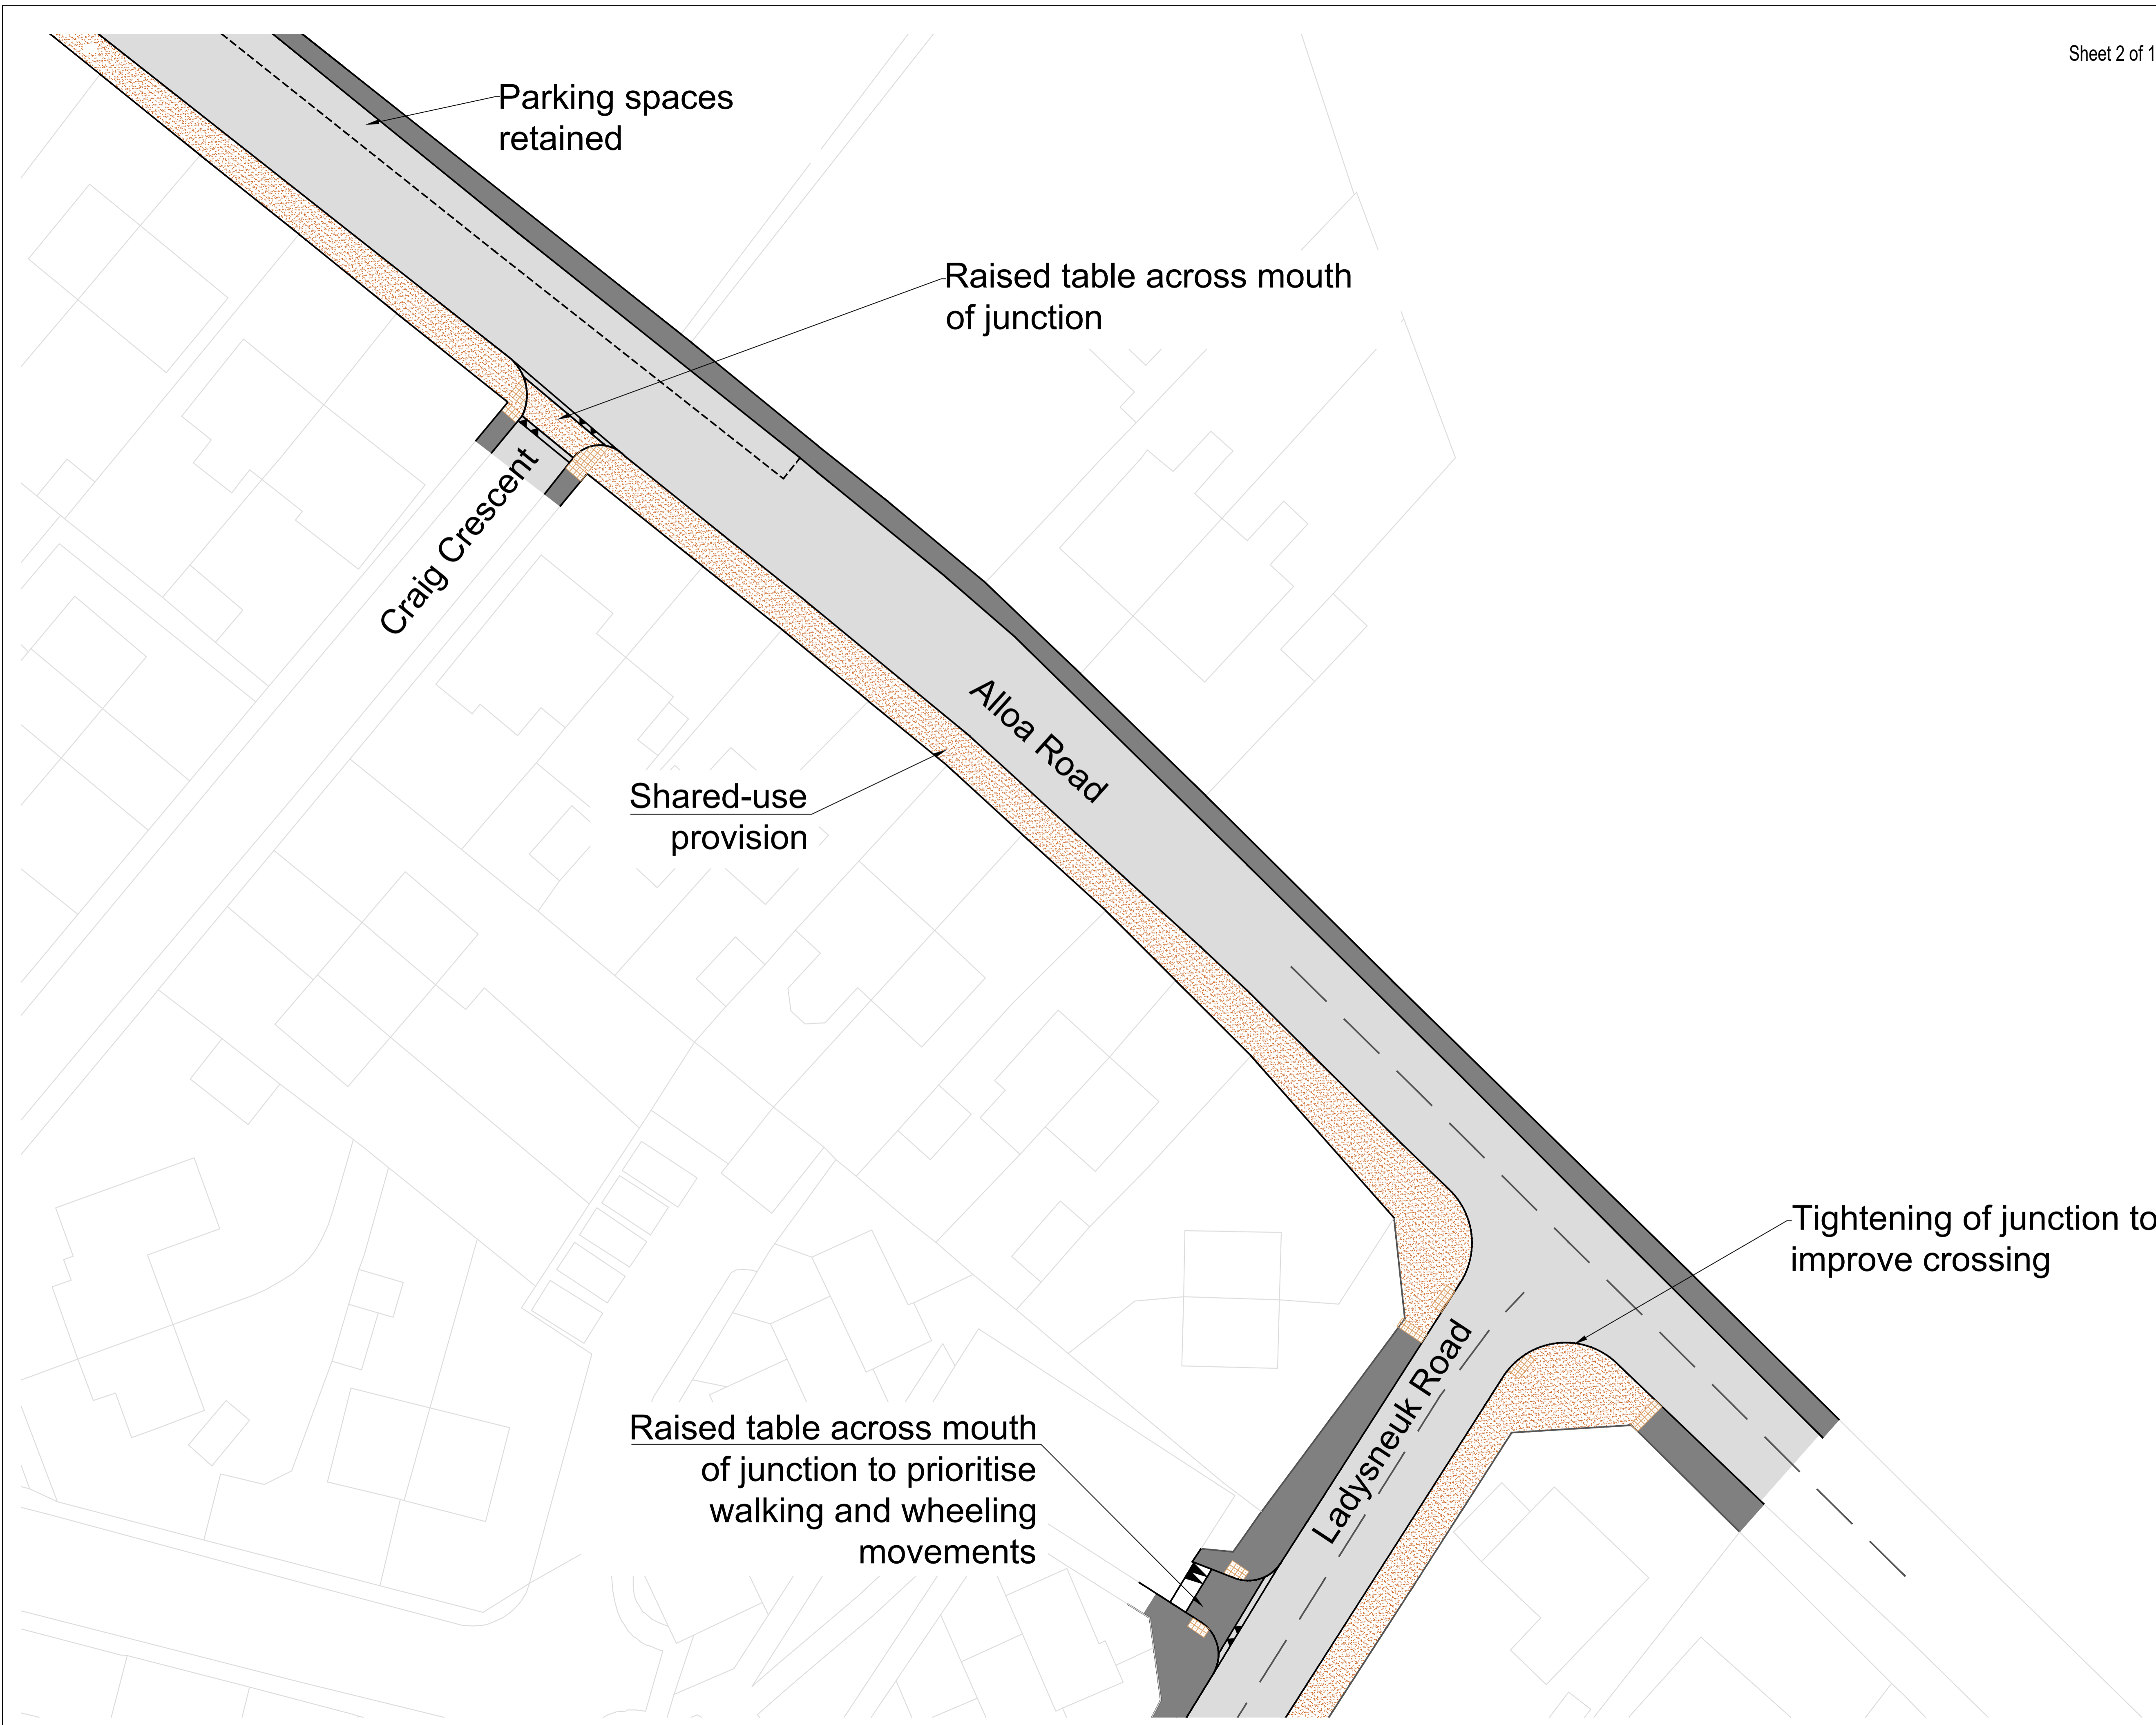 Sheet 2 of 1
Parking spaces
retained
Raised table across mouth
of junction
Craig Crescent
Alloa Road
Shared-use
provision
Tightening of junction to
improve crossing
Ladysneuk Road
Raised table across mouth
of junction to prioritise
walking and wheeling
movements